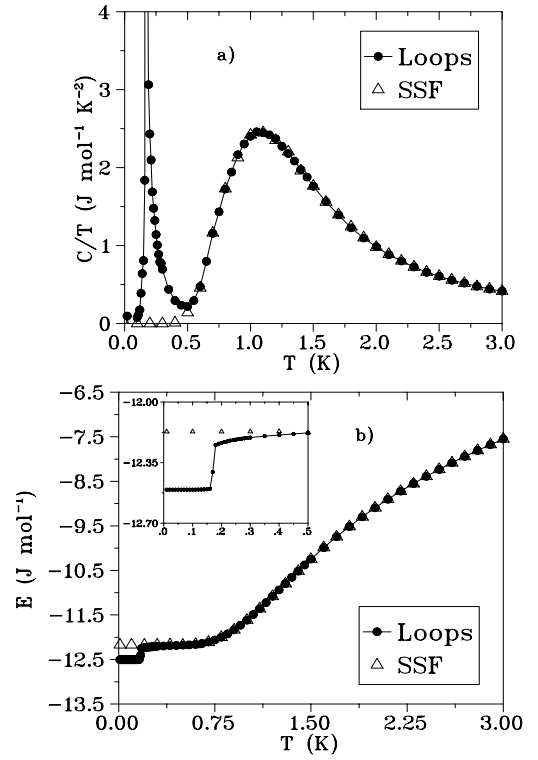 4
3
2
1
0
C/T (J mol⁻¹ K⁻²)
a)
Loops
SSF
0.0 0.5 1.0 1.5 2.0 2.5 3.0
T (K)
-6.5
-7.5
-8.5
-9.5
-10.5
-11.5
-12.5
-13.5
E (J mol⁻¹)
-12.00
-12.35
-12.70
.0 .1 .2 .3 .4 .5
b)
Loops
SSF
0.00 0.75 1.50 2.25 3.00
T (K)